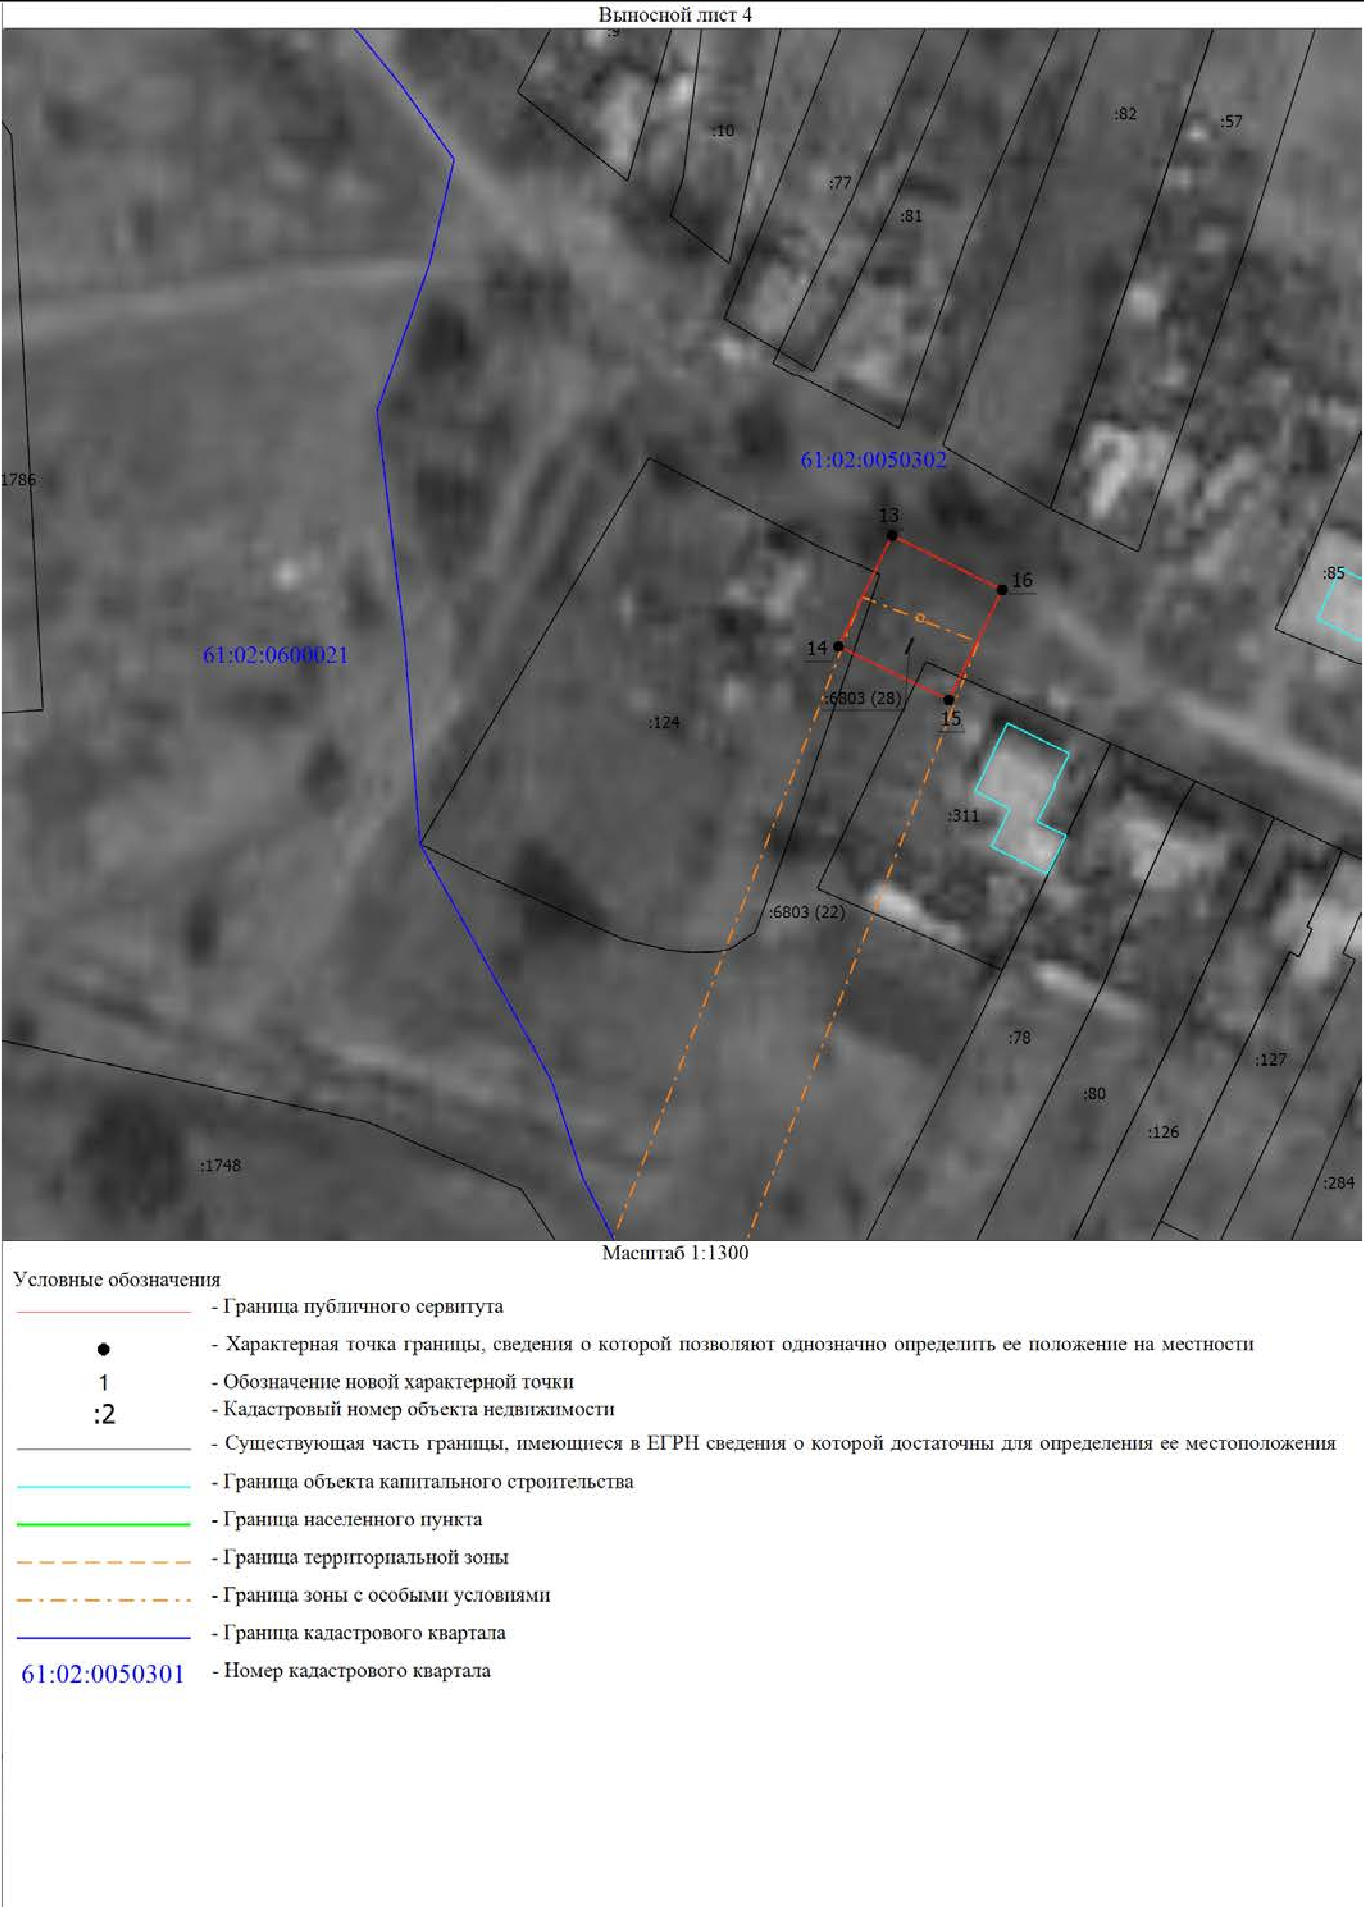 Выносной лист 4
:9
:10
:82
:57
:77
:81
61:02:0050302
1786
13
:85
16
14
61:02:0600021
:6803 (28)
15
:124
:311
:6803 (22)
:78
:127
:80
:126
:1748
:284
Масштаб 1:1300
Условные обозначения
- Граница публичного сервитута
- Характерная точка границы, сведения о которой позволяют однозначно определить ее положение на местности
1 - Обозначение новой характерной точки
:2 - Кадастровый номер объекта недвижимости
- Существующая часть границы, имеющиеся в ЕГРН сведения о которой достаточны для определения ее местоположения
- Граница объекта капитального строительства
- Граница населенного пункта
- Граница территориальной зоны
- Граница зоны с особыми условиями
- Граница кадастрового квартала
61:02:0050301 - Номер кадастрового квартала